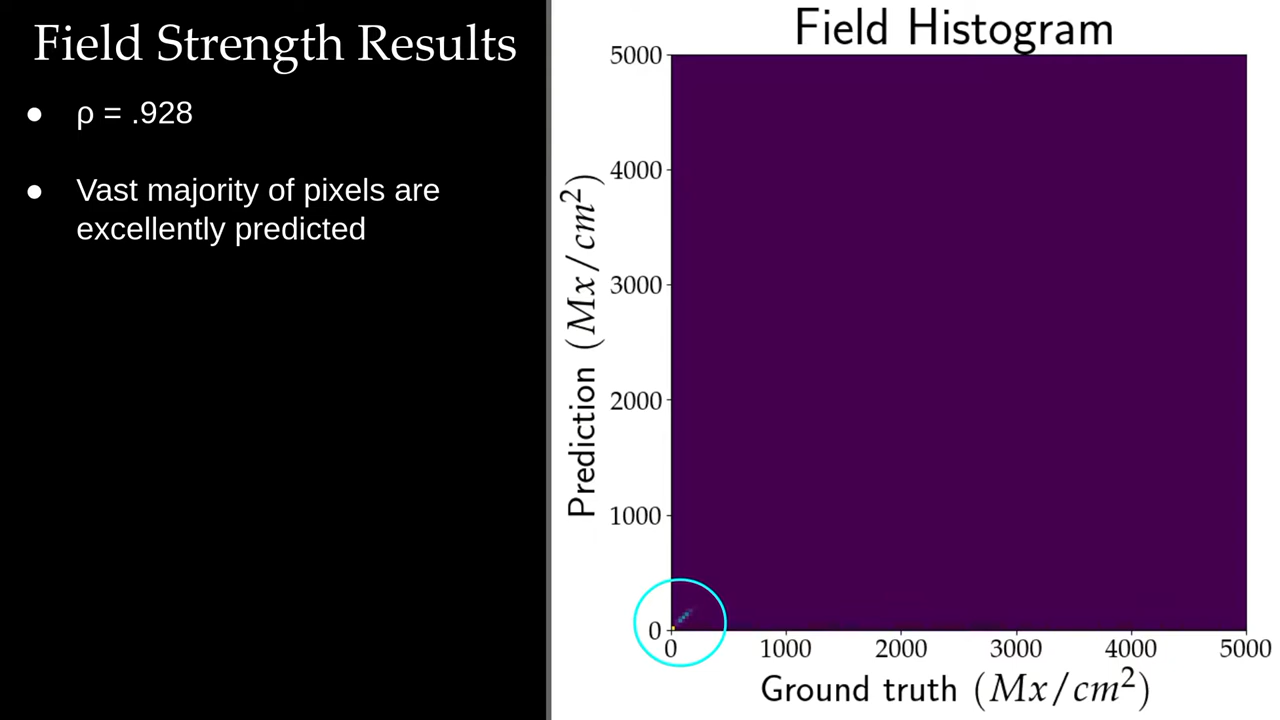 Field Strength Results
● ρ = .928
● Vast majority of pixels are
excellently predicted
Field Histogram
5000
4000
3000
2000
1000
0
Prediction (Mx/cm²)
0 1000 2000 3000 4000 5000
Ground truth (Mx/cm²)